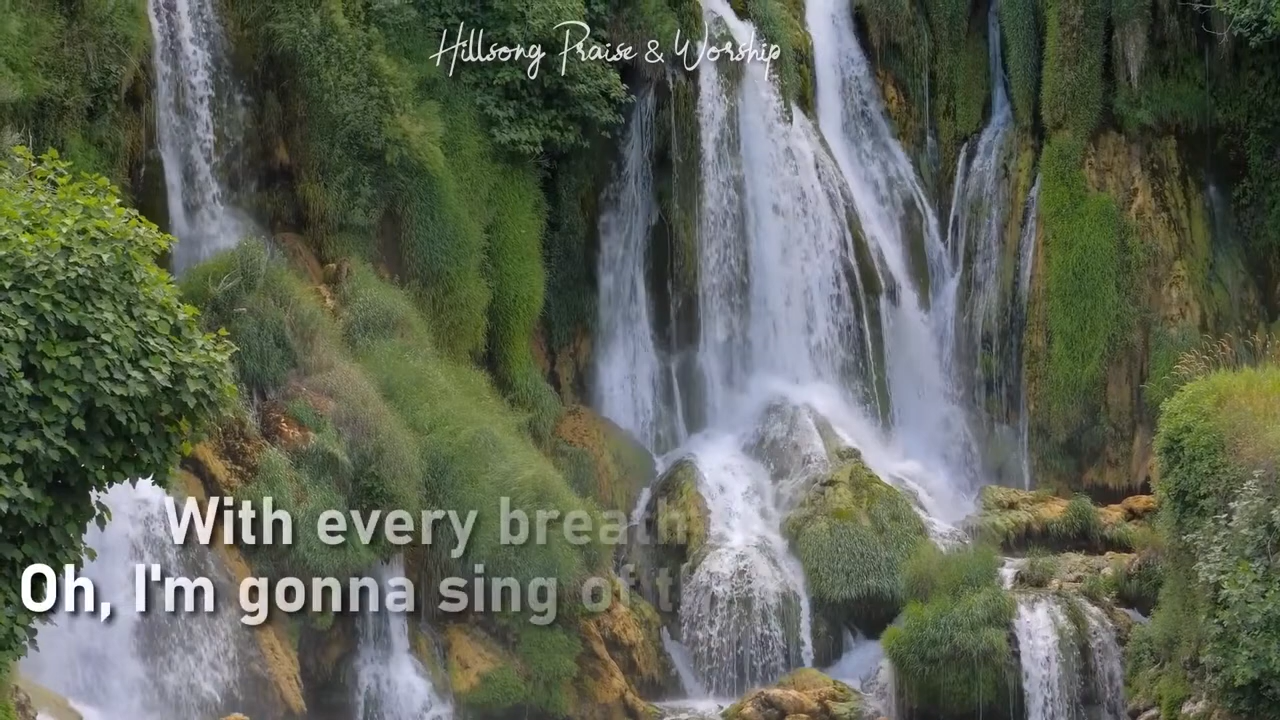 Hillsong Praise & Worship
With every breath
Oh, I'm gonna sing of